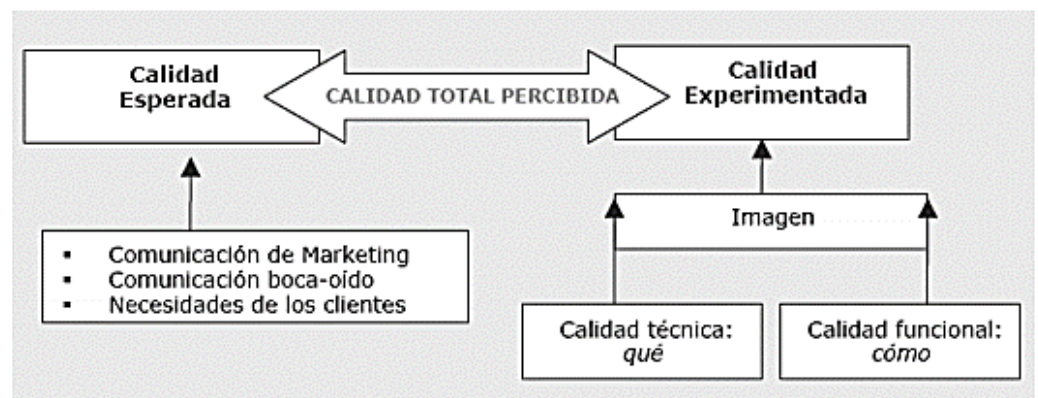 Calidad
Esperada
CALIDAD TOTAL PERCIBIDA
Calidad
Experimentada
▪ Comunicación de Marketing
▪ Comunicación boca-oído
▪ Necesidades de los clientes
Imagen
Calidad técnica:
qué
Calidad funcional:
cómo